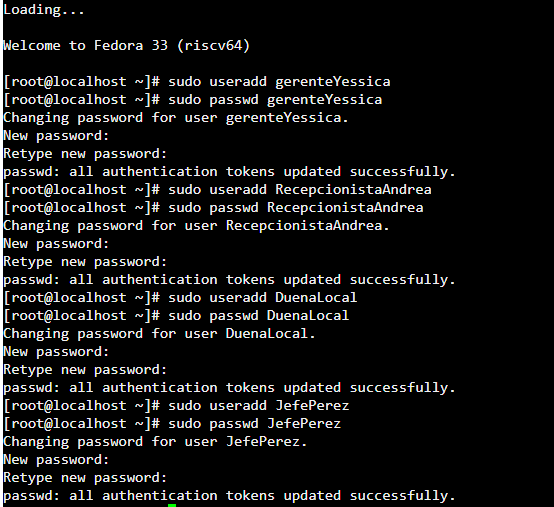 Loading...
Welcome to Fedora 33 (riscv64)
[root@localhost ~]# sudo useradd gerenteYessica
[root@localhost ~]# sudo passwd gerenteYessica
Changing password for user gerenteYessica.
New password:
Retype new password:
passwd: all authentication tokens updated successfully.
[root@localhost ~]# sudo useradd RecepcionistaAndrea
[root@localhost ~]# sudo passwd RecepcionistaAndrea
Changing password for user RecepcionistaAndrea.
New password:
Retype new password:
passwd: all authentication tokens updated successfully.
[root@localhost ~]# sudo useradd DuenaLocal
[root@localhost ~]# sudo passwd DuenaLocal
Changing password for user DuenaLocal.
New password:
Retype new password:
passwd: all authentication tokens updated successfully.
[root@localhost ~]# sudo useradd JefePerez
[root@localhost ~]# sudo passwd JefePerez
Changing password for user JefePerez.
New password:
Retype new password:
passwd: all authentication tokens updated successfully.